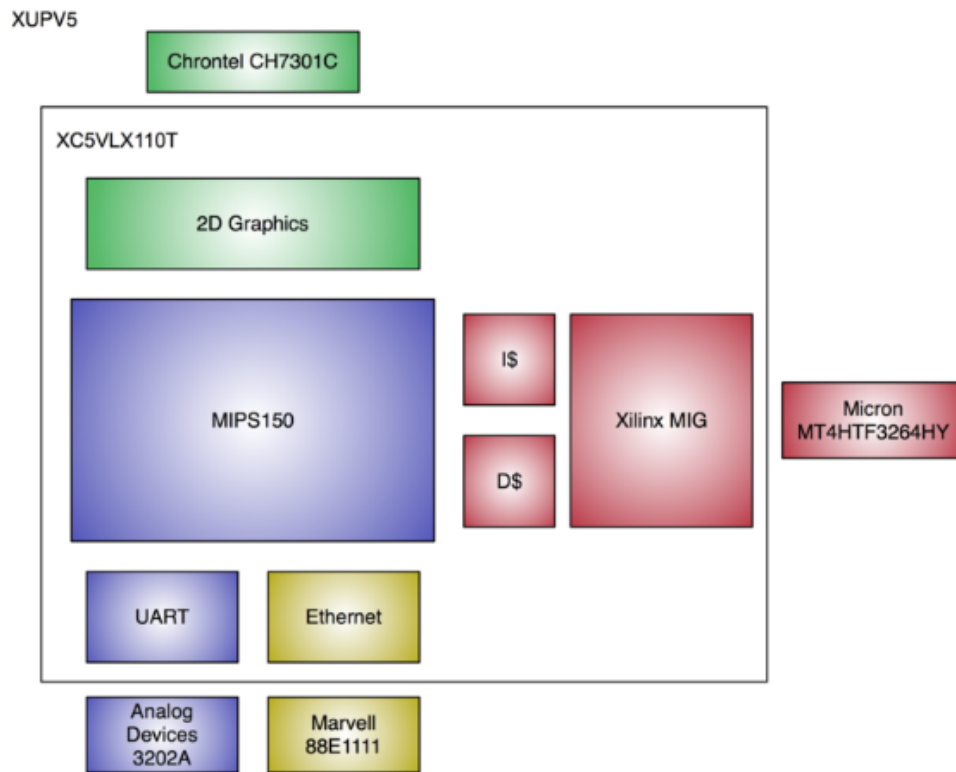 XUPV5
Chrontel CH7301C
XC5VLX110T
2D Graphics
MIPS150
I$
D$
Xilinx MIG
Micron
MT4HTF3264HY
UART
Ethernet
Analog
Devices
3202A
Marvell
88E1111